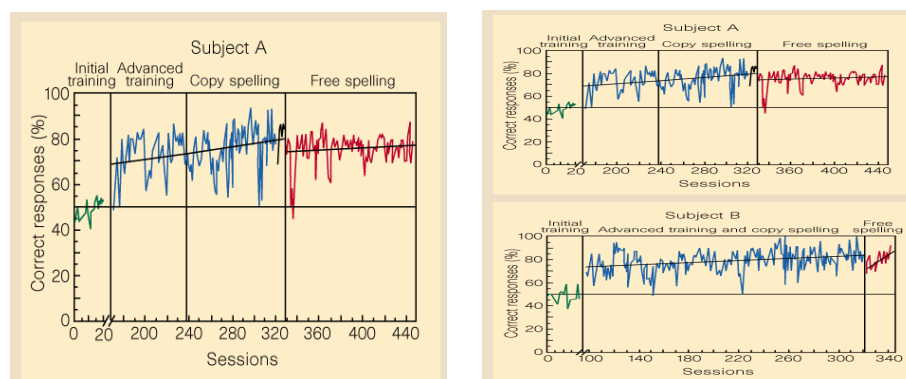 Subject A
Initial training Advanced training Copy spelling Free spelling
Correct responses (%)
100
80
60
40
20
0
0 20 200 240 280 320 360 400 440
Sessions
Subject A
Initial training Advanced training Copy spelling Free spelling
Correct responses (%)
100
80
60
40
20
0
0 20 200 240 280 320 360 400 440
Sessions
Subject B
Initial training Advanced training and copy spelling Free spelling
Correct responses (%)
100
80
60
40
20
0
0 100 140 180 220 260 320 340
Sessions